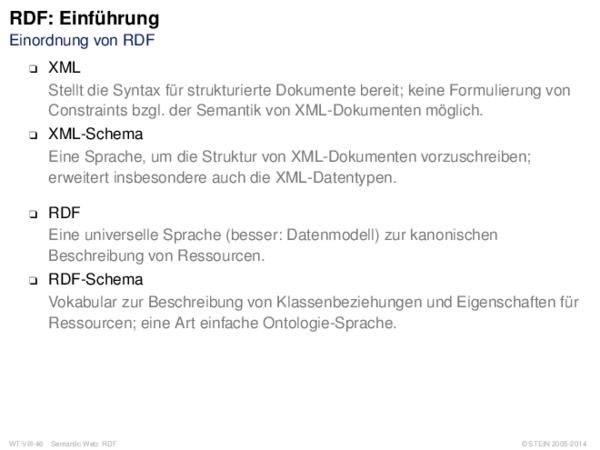 RDF: Einführung
Einordnung von RDF
❑ XML
Stellt die Syntax für strukturierte Dokumente bereit; keine Formulierung von
Constraints bzgl. der Semantik von XML-Dokumenten möglich.
❑ XML-Schema
Eine Sprache, um die Struktur von XML-Dokumenten vorzuschreiben;
erweitert insbesondere auch die XML-Datentypen.
❑ RDF
Eine universelle Sprache (besser: Datenmodell) zur kanonischen
Beschreibung von Ressourcen.
❑ RDF-Schema
Vokabular zur Beschreibung von Klassenbeziehungen und Eigenschaften für
Ressourcen; eine Art einfache Ontologie-Sprache.
WT:VIII-46 Semantic Web: RDF © STEIN 2005-2014